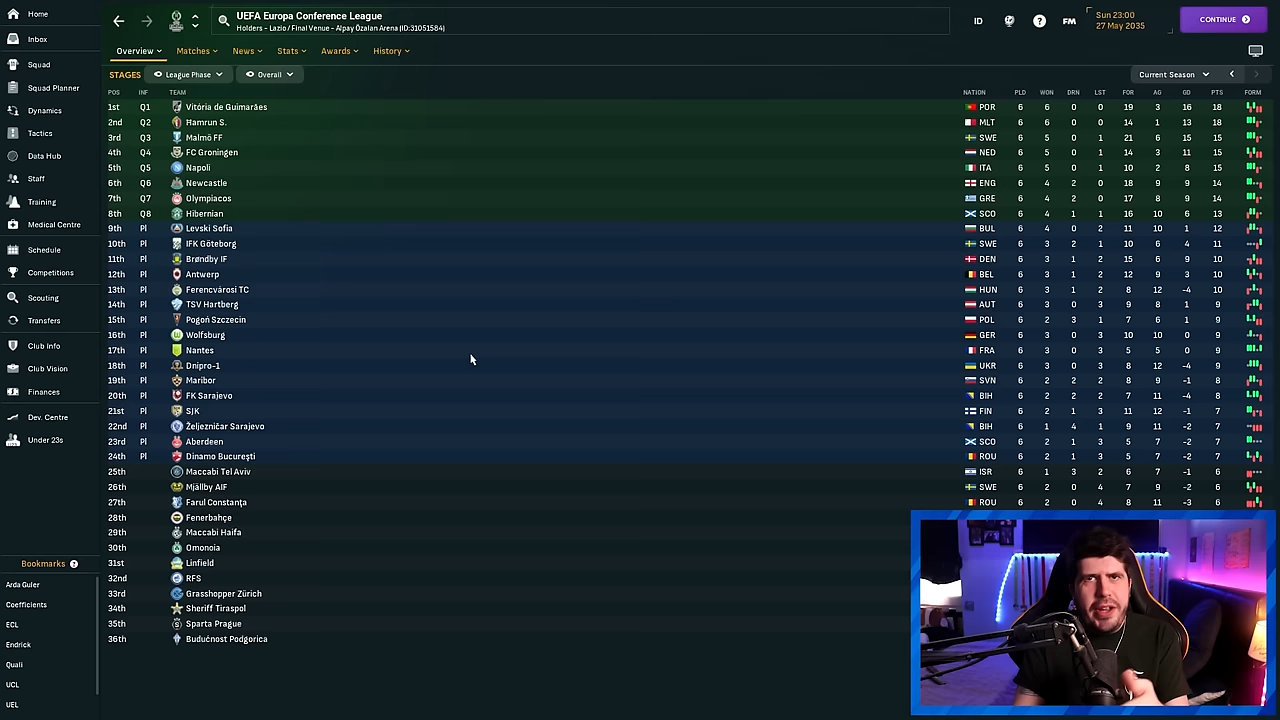 UEFA Europa Conference League
Holders - Lazio / Final Venue - Alpay Özalan Arena (ID:31051584)
ID
FM
Sun 23:00
27 May 2035
CONTINUE
Home
Inbox
Squad
Squad Planner
Dynamics
Tactics
Data Hub
Staff
Training
Medical Centre
Schedule
Competitions
Scouting
Transfers
Club Info
Club Vision
Finances
Dev. Centre
Under 23s
Bookmarks
Arda Guler
Coefficients
ECL
Endrick
Quali
UCL
UEL
Overview Matches News Stats Awards History
STAGES League Phase Overall Current Season
POS INF TEAM NATION PLD WON DRN LST FOR AG GD PTS FORM
1st Q1 Vitória de Guimarães POR 6 6 0 0 19 3 16 18
2nd Q2 Hamrun S. MLT 6 6 0 0 14 1 13 18
3rd Q3 Malmö FF SWE 6 5 0 1 21 6 15 15
4th Q4 FC Groningen NED 6 5 0 1 14 3 11 15
5th Q5 Napoli ITA 6 5 0 1 10 2 8 15
6th Q6 Newcastle ENG 6 4 2 0 18 9 9 14
7th Q7 Olympiacos GRE 6 4 2 0 17 8 9 14
8th Q8 Hibernian SCO 6 4 1 1 16 10 6 13
9th Pl Levski Sofia BUL 6 4 0 2 11 10 1 12
10th Pl IFK Göteborg SWE 6 3 2 1 10 6 4 11
11th Pl Brøndby IF DEN 6 3 1 2 15 6 9 10
12th Pl Antwerp BEL 6 3 1 2 12 9 3 10
13th Pl Ferencvárosi TC HUN 6 3 1 2 8 12 -4 10
14th Pl TSV Hartberg AUT 6 3 0 3 9 8 1 9
15th Pl Pogoń Szczecin POL 6 2 3 1 7 6 1 9
16th Pl Wolfsburg GER 6 3 0 3 10 10 0 9
17th Pl Nantes FRA 6 3 0 3 5 5 0 9
18th Pl Dnipro-1 UKR 6 3 0 3 8 12 -4 9
19th Pl Maribor SVN 6 2 2 2 8 9 -1 8
20th Pl FK Sarajevo BIH 6 2 2 2 7 11 -4 8
21st Pl SJK FIN 6 2 1 3 11 12 -1 7
22nd Pl Željezničar Sarajevo BIH 6 1 4 1 9 11 -2 7
23rd Pl Aberdeen SCO 6 2 1 3 5 7 -2 7
24th Pl Dinamo Bucureşti ROU 6 2 1 3 5 7 -2 7
25th Maccabi Tel Aviv ISR 6 1 3 2 6 7 -1 6
26th Mjällby AIF SWE 6 2 0 4 7 9 -2 6
27th Farul Constanţa ROU 6 2 0 4 8 11 -3 6
28th Fenerbahçe
29th Maccabi Haifa
30th Omonoia
31st Linfield
32nd RFS
33rd Grasshopper Zürich
34th Sheriff Tiraspol
35th Sparta Prague
36th Budućnost Podgorica